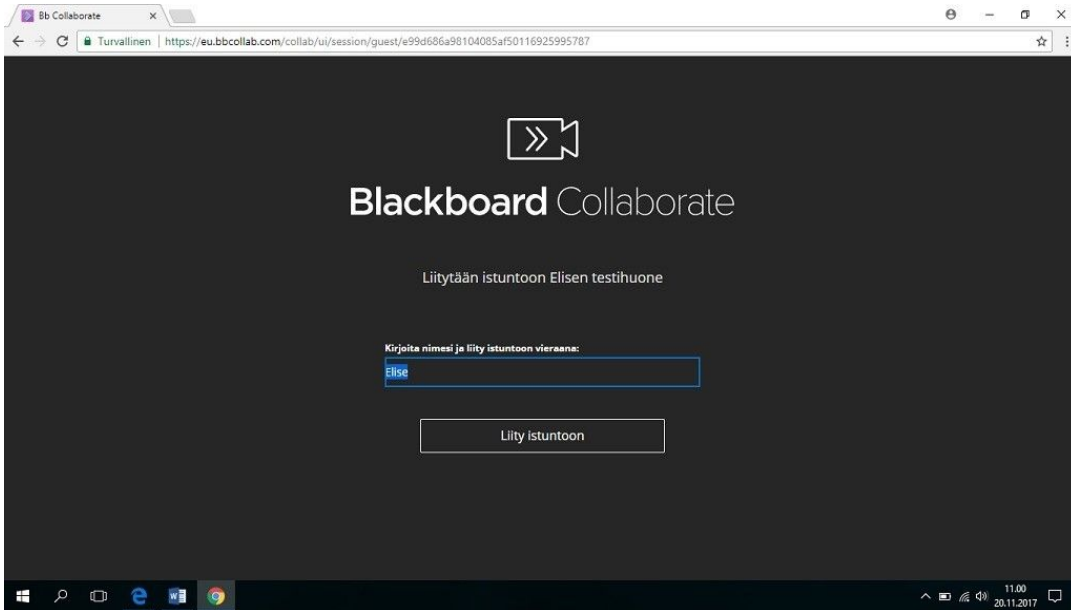 Bb Collaborate
Turvallinen | https://eu.bbcollab.com/collab/ui/session/guest/e99d686a98104085af50116925995787
Blackboard Collaborate
Liitytään istuntoon Elisen testihuone
Kirjoita nimesi ja liity istuntoon vieraana:
Elise
Liity istuntoon
11.00
20.11.2017